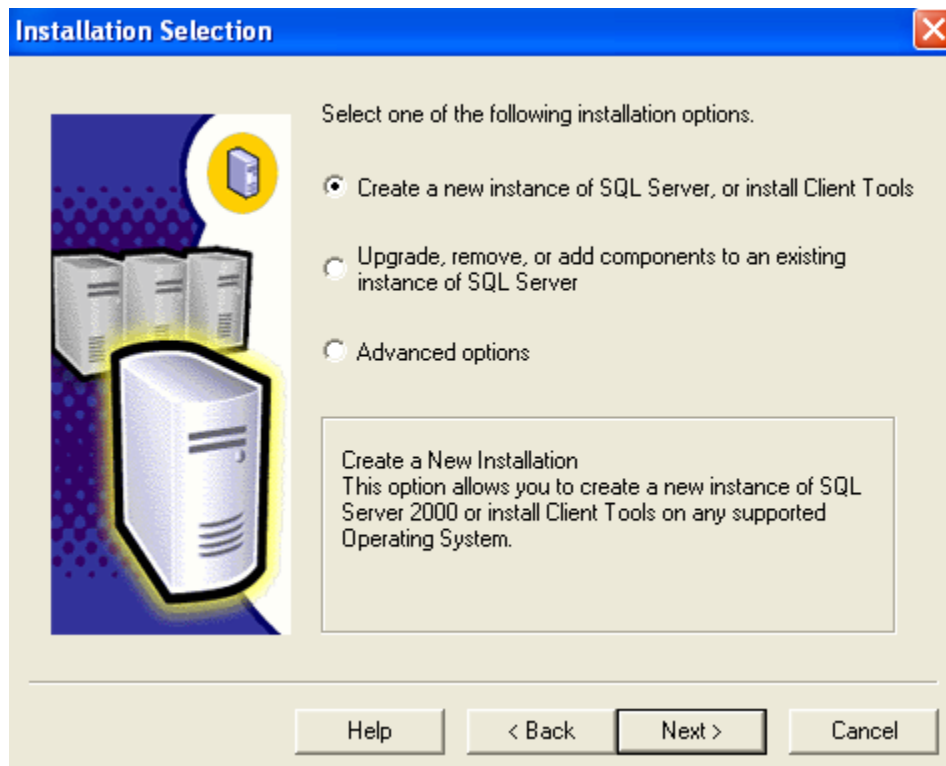 Installation Selection
Select one of the following installation options.
Create a new instance of SQL Server, or install Client Tools
Upgrade, remove, or add components to an existing
instance of SQL Server
Advanced options
Create a New Installation
This option allows you to create a new instance of SQL
Server 2000 or install Client Tools on any supported
Operating System.
Help
< Back
Next >
Cancel